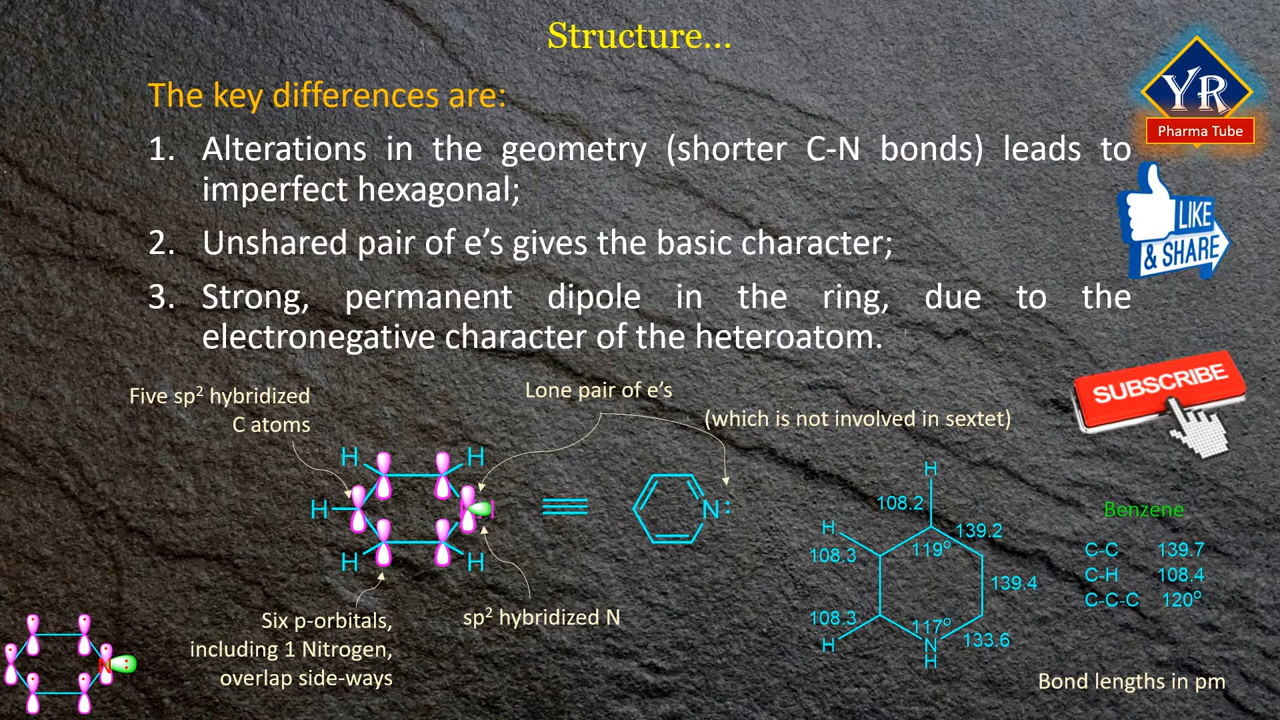 Structure...
YR
Pharma Tube
The key differences are:
1. Alterations in the geometry (shorter C-N bonds) leads to
imperfect hexagonal;
2. Unshared pair of e's gives the basic character;
3. Strong, permanent dipole in the ring, due to the
electronegative character of the heteroatom.
LIKE
& SHARE
SUBSCRIBE
Five sp² hybridized
C atoms
Lone pair of e's
(which is not involved in sextet)
H H
H
H H
N:
Six p-orbitals,
including 1 Nitrogen,
overlap side-ways
sp² hybridized N
N
H
108.2
139.2
H
108.3
119°
139.4
108.3
H
117°
133.6
N
H
Benzene
C-C 139.7
C-H 108.4
C-C-C 120°
Bond lengths in pm